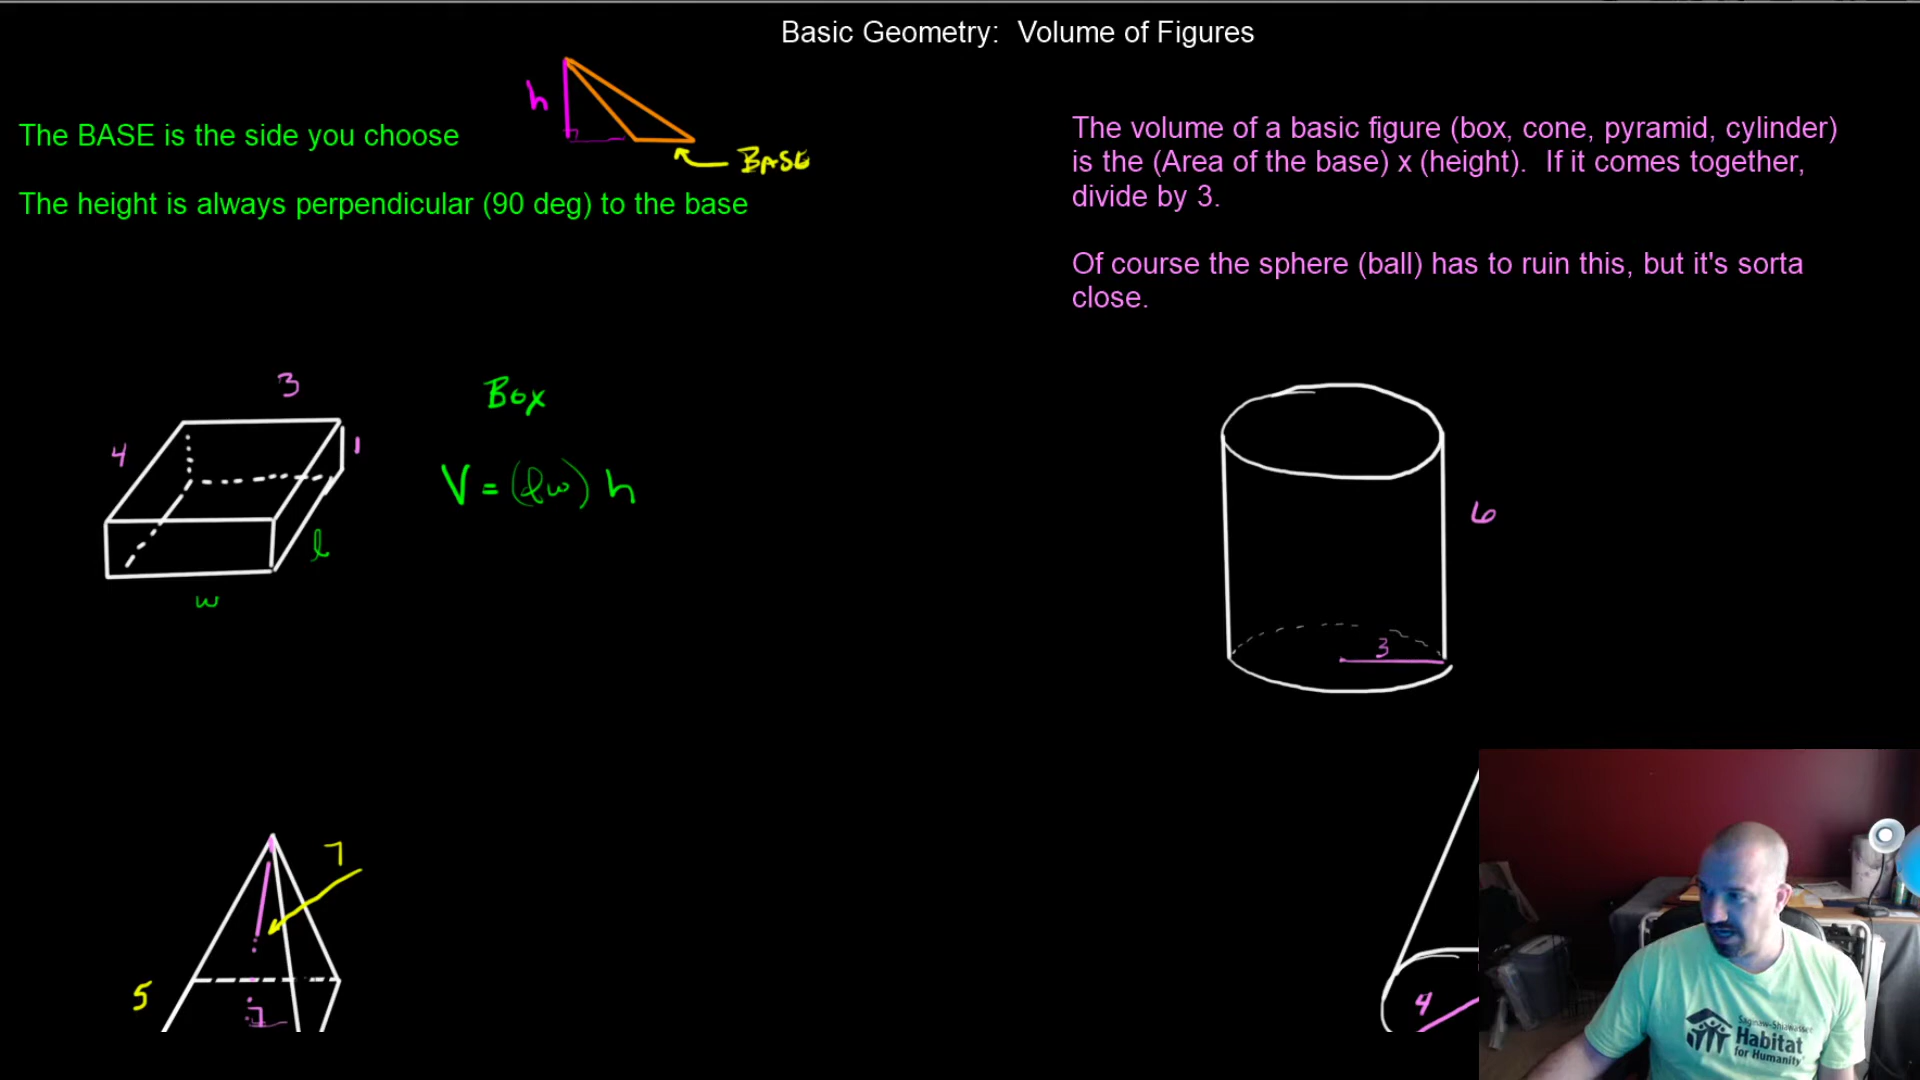 Basic Geometry: Volume of Figures
h
BASE
The BASE is the side you choose
The height is always perpendicular (90 deg) to the base
The volume of a basic figure (box, cone, pyramid, cylinder)
is the (Area of the base) x (height). If it comes together,
divide by 3.
Of course the sphere (ball) has to ruin this, but it's sorta
close.
3
4
1
l
w
Box
V = (lw) h
6
3
7
5
4
Saginaw-Shiawassee
Habitat
for Humanity